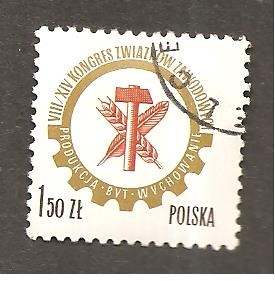 VIII/XIV KONGRES ZWIĄZKÓW ZAWODOWYCH
PRODUKCJA · BYT · WYCHOWANIE
1 50 ZŁ
POLSKA